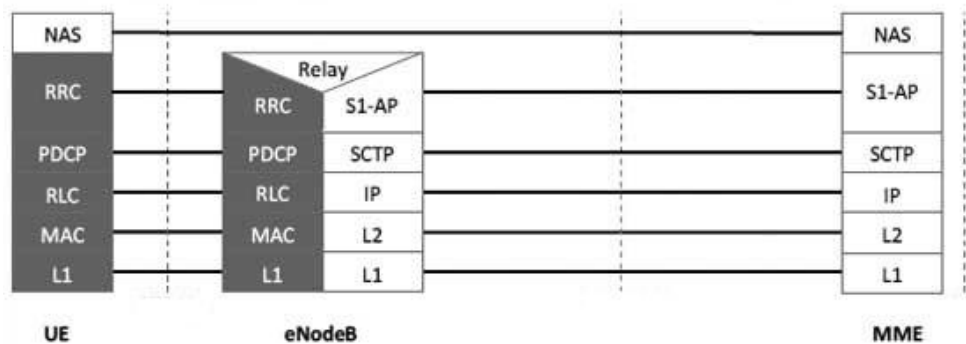 NAS
NAS
Relay
RRC
RRC
S1-AP
S1-AP
PDCP
PDCP
SCTP
SCTP
RLC
RLC
IP
IP
MAC
MAC
L2
L2
L1
L1
L1
L1
UE
eNodeB
MME